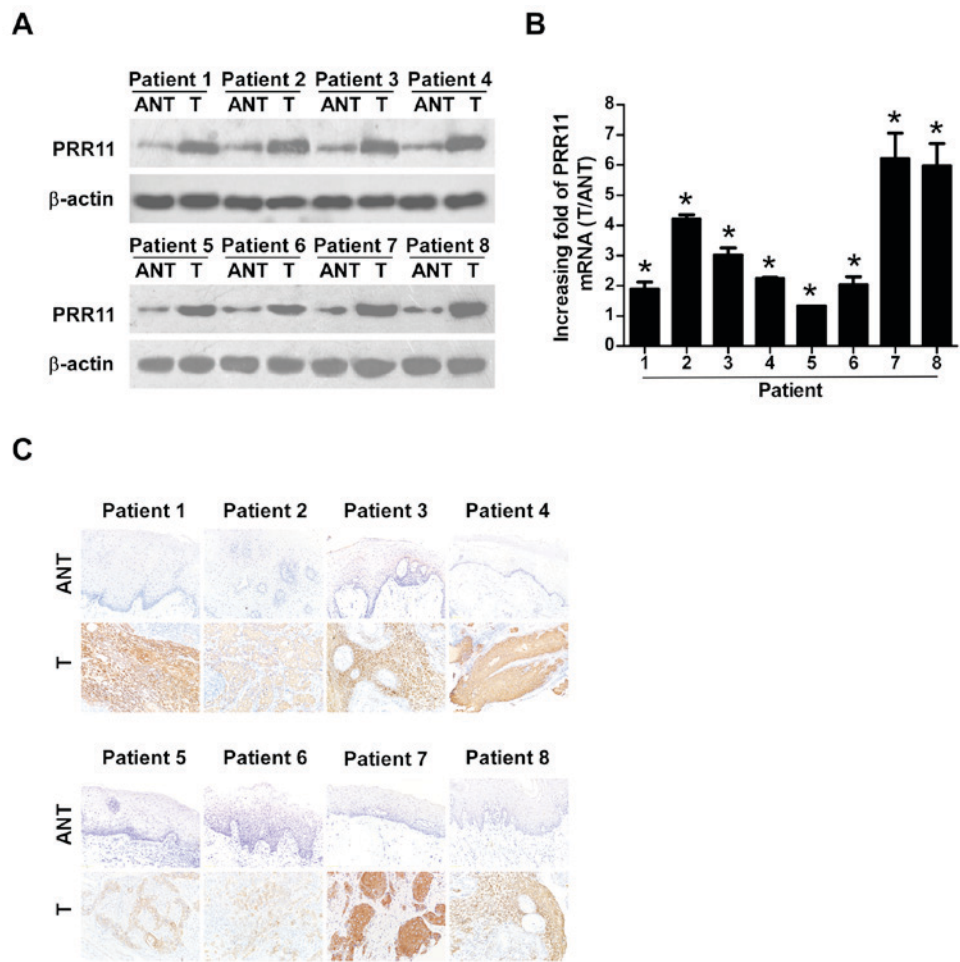 A
Patient 1 Patient 2 Patient 3 Patient 4
ANT T ANT T ANT T ANT T
PRR11
β-actin
Patient 5 Patient 6 Patient 7 Patient 8
ANT T ANT T ANT T ANT T
PRR11
β-actin
B
Increasing fold of PRR11
mRNA (T/ANT)
8
7
6
5
4
3
2
1
0
* * * * * * * *
1 2 3 4 5 6 7 8
Patient
C
Patient 1 Patient 2 Patient 3 Patient 4
ANT
T
Patient 5 Patient 6 Patient 7 Patient 8
ANT
T